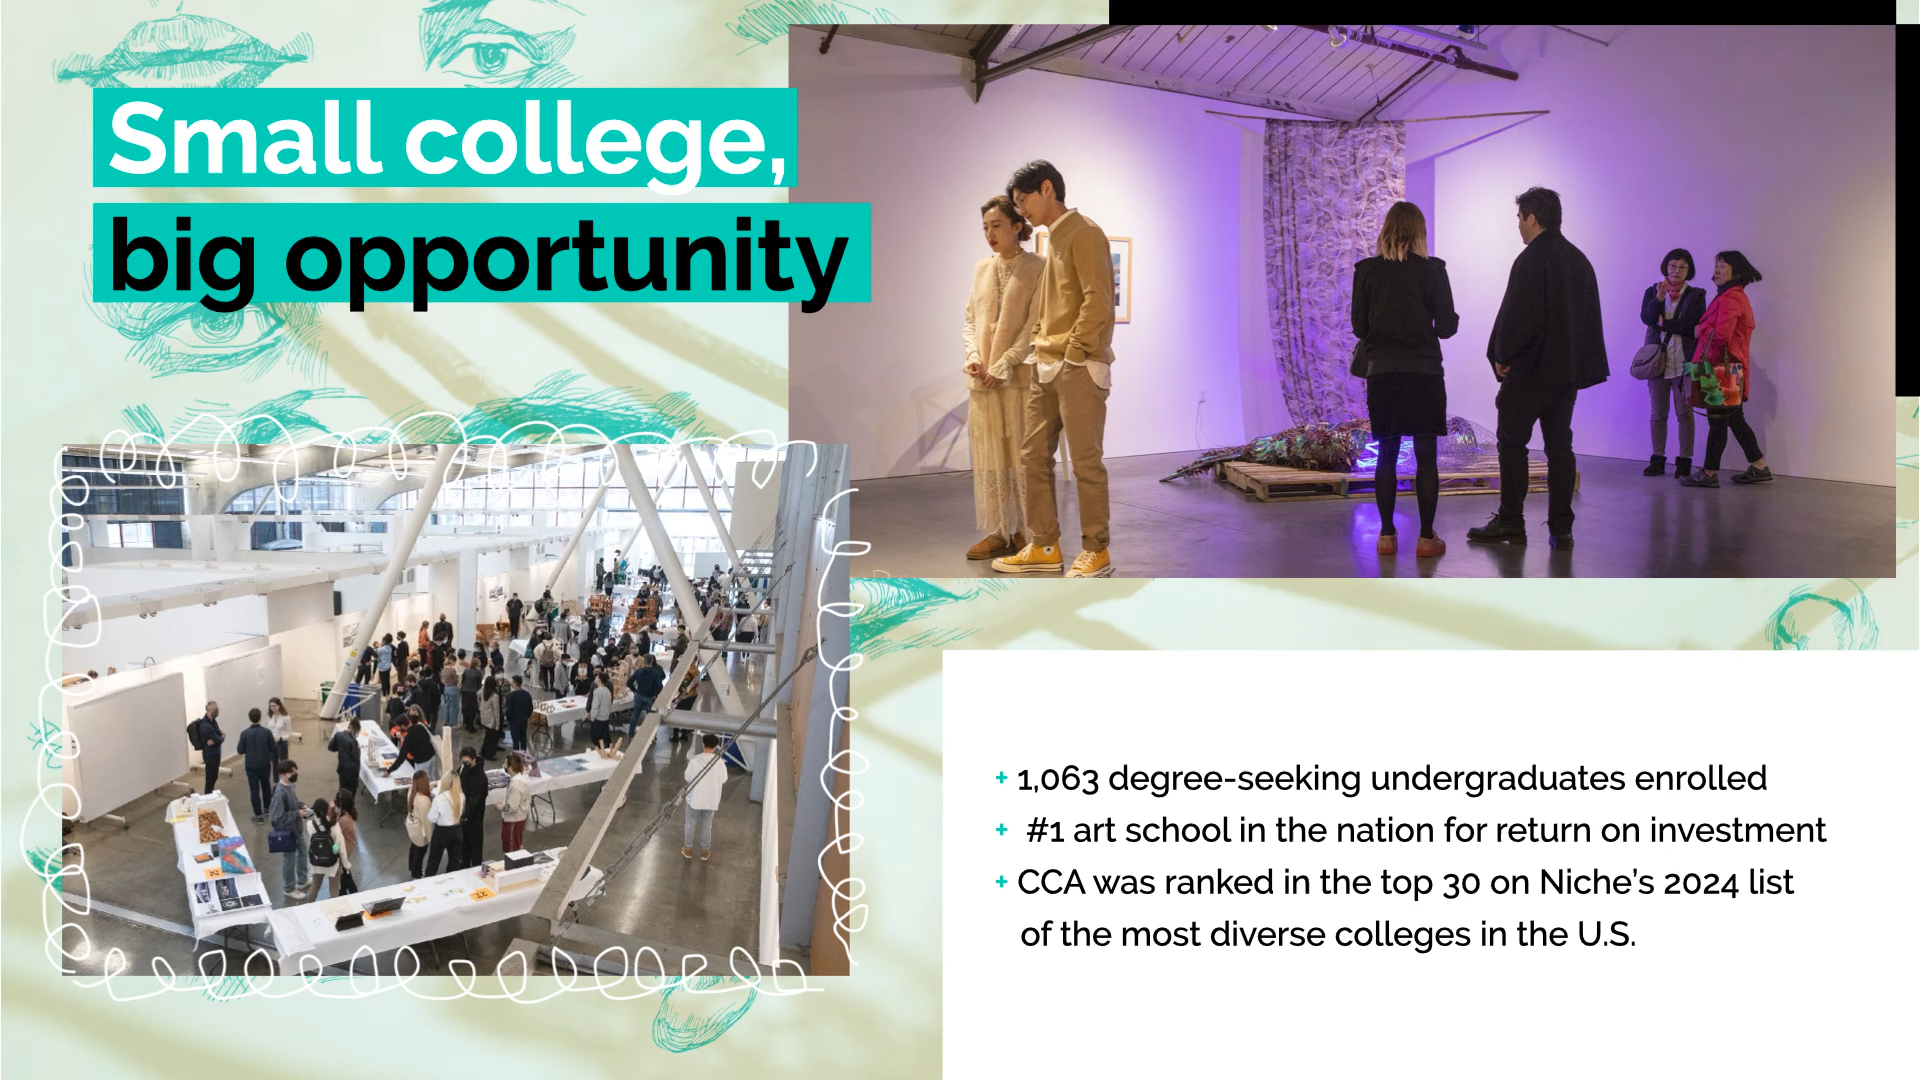 Small college,
big opportunity
+ 1,063 degree-seeking undergraduates enrolled
+ #1 art school in the nation for return on investment
+ CCA was ranked in the top 30 on Niche’s 2024 list
of the most diverse colleges in the U.S.